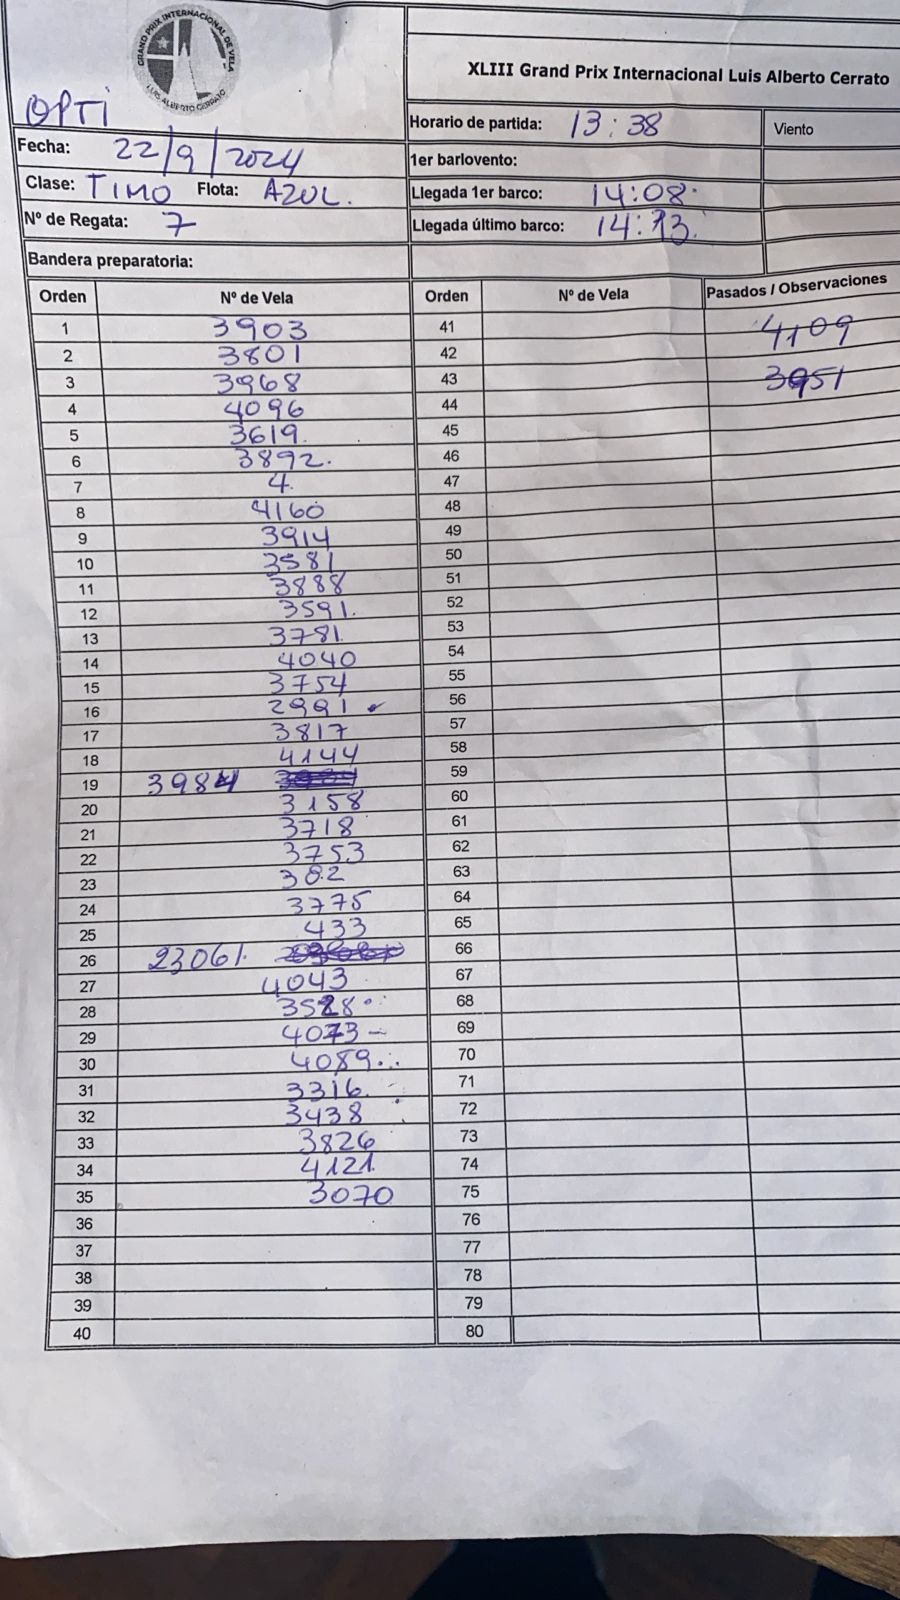 GRAND PRIX INTERNACIONAL DE VELA
LUIS ALBERTO CERRATO
XLIII Grand Prix Internacional Luis Alberto Cerrato
OPTi
Horario de partida: 13:38 Viento
Fecha: 22/9/2024
1er barlovento:
Clase: TIMO Flota: AZUL.
Llegada 1er barco: 14:08.
Nº de Regata: 7
Llegada último barco: 14:13.
Bandera preparatoria:
Orden Nº de Vela Orden Nº de Vela Pasados / Observaciones
1 3903 41 4109
2 3801 42
3 3968 43 3951
4 4096 44
5 3619. 45
6 3892. 46
7 4. 47
8 4160 48
9 3914 49
10 3581 50
11 3888 51
12 3591. 52
13 3781. 53
14 4040 54
15 3754 55
16 2991 56
17 3817 57
18 4144 58
19 3984 59
20 3158 60
21 3718 61
22 3753 62
23 382 63
24 3775 64
25 433 65
26 23061. 66
27 4043 67
28 3528 68
29 4073 – 69
30 4089. 70
31 3316. 71
32 3438 72
33 3826 73
34 4121. 74
35 3070 75
36 76
37 77
38 78
39 79
40 80